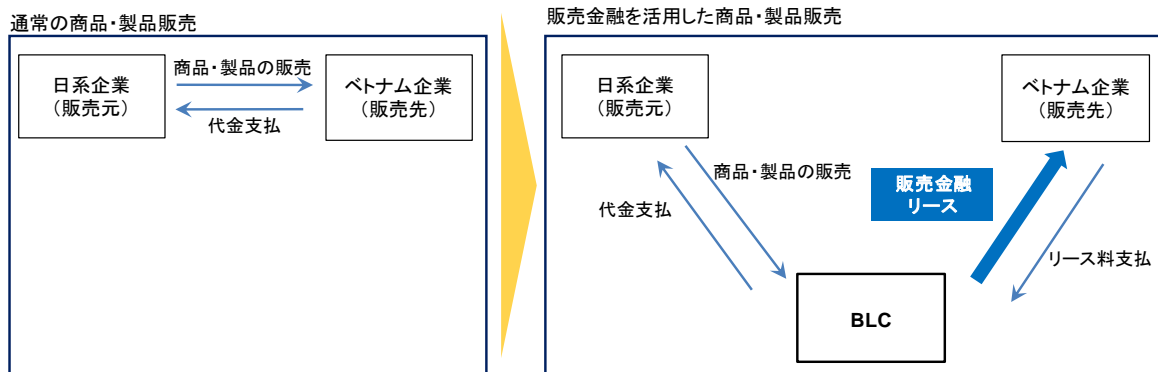 通常の商品・製品販売
日系企業
(販売元)
商品・製品の販売
代金支払
ベトナム企業
(販売先)
販売金融を活用した商品・製品販売
日系企業
(販売元)
ベトナム企業
(販売先)
商品・製品の販売
代金支払
販売金融
リース
リース料支払
BLC